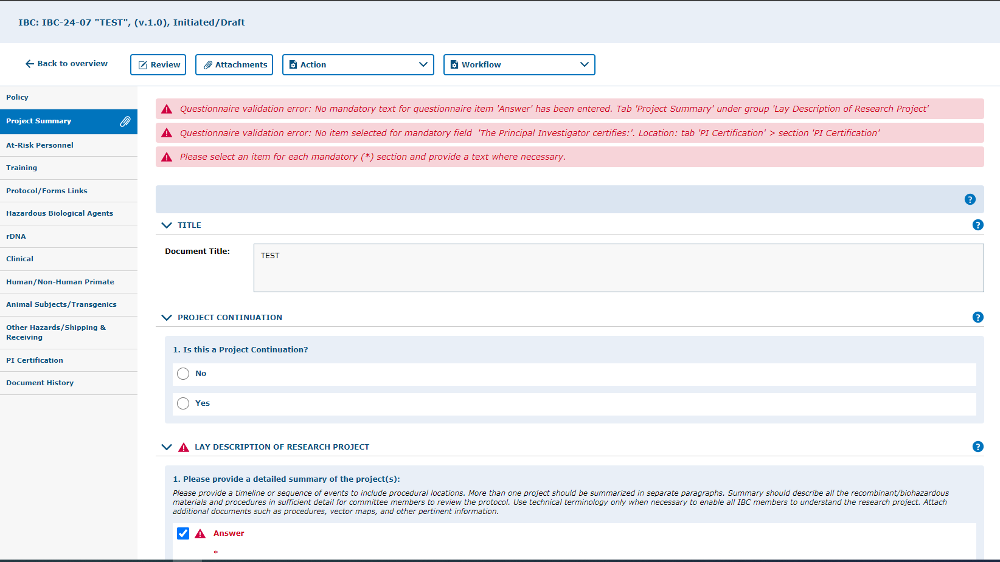 IBC: IBC-24-07 "TEST", (v.1.0), Initiated/Draft
Back to overview
Review
Attachments
Action
Workflow
Policy
Project Summary
At-Risk Personnel
Training
Protocol/Forms Links
Hazardous Biological Agents
rDNA
Clinical
Human/Non-Human Primate
Animal Subjects/Transgenics
Other Hazards/Shipping &
Receiving
PI Certification
Document History
Questionnaire validation error: No mandatory text for questionnaire item 'Answer' has been entered. Tab 'Project Summary' under group 'Lay Description of Research Project'
Questionnaire validation error: No item selected for mandatory field 'The Principal Investigator certifies:'. Location: tab 'PI Certification' > section 'PI Certification'
Please select an item for each mandatory (*) section and provide a text where necessary.
?
TITLE
?
Document Title:
TEST
PROJECT CONTINUATION
?
1. Is this a Project Continuation?
No
Yes
LAY DESCRIPTION OF RESEARCH PROJECT
?
1. Please provide a detailed summary of the project(s):
Please provide a timeline or sequence of events to include procedural locations. More than one project should be summarized in separate paragraphs. Summary should describe all the recombinant/biohazardous
materials and procedures in sufficient detail for committee members to review the protocol. Use technical terminology only when necessary to enable all IBC members to understand the research project. Attach
additional documents such as procedures, vector maps, and other pertinent information.
Answer
*